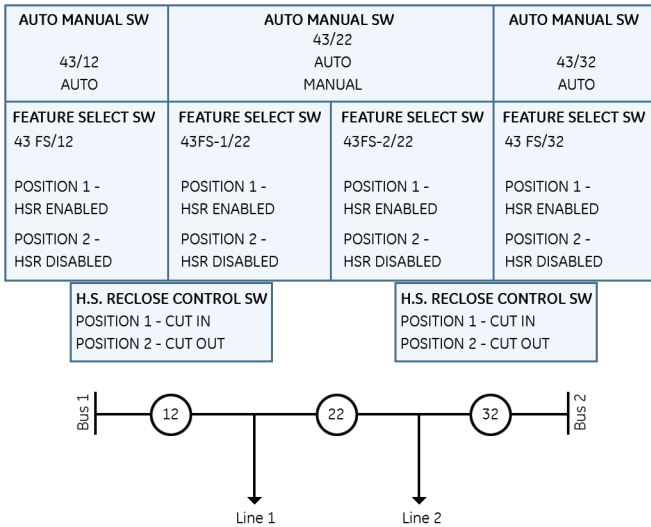 AUTO MANUAL SW
43/12
AUTO
AUTO MANUAL SW
43/22
AUTO
MANUAL
AUTO MANUAL SW
43/32
AUTO
FEATURE SELECT SW
43 FS/12
POSITION 1 -
HSR ENABLED
POSITION 2 -
HSR DISABLED
FEATURE SELECT SW
43FS-1/22
POSITION 1 -
HSR ENABLED
POSITION 2 -
HSR DISABLED
FEATURE SELECT SW
43FS-2/22
POSITION 1 -
HSR ENABLED
POSITION 2 -
HSR DISABLED
FEATURE SELECT SW
43 FS/32
POSITION 1 -
HSR ENABLED
POSITION 2 -
HSR DISABLED
H.S. RECLOSE CONTROL SW
POSITION 1 - CUT IN
POSITION 2 - CUT OUT
H.S. RECLOSE CONTROL SW
POSITION 1 - CUT IN
POSITION 2 - CUT OUT
Bus 1
12
22
32
Bus 2
Line 1
Line 2